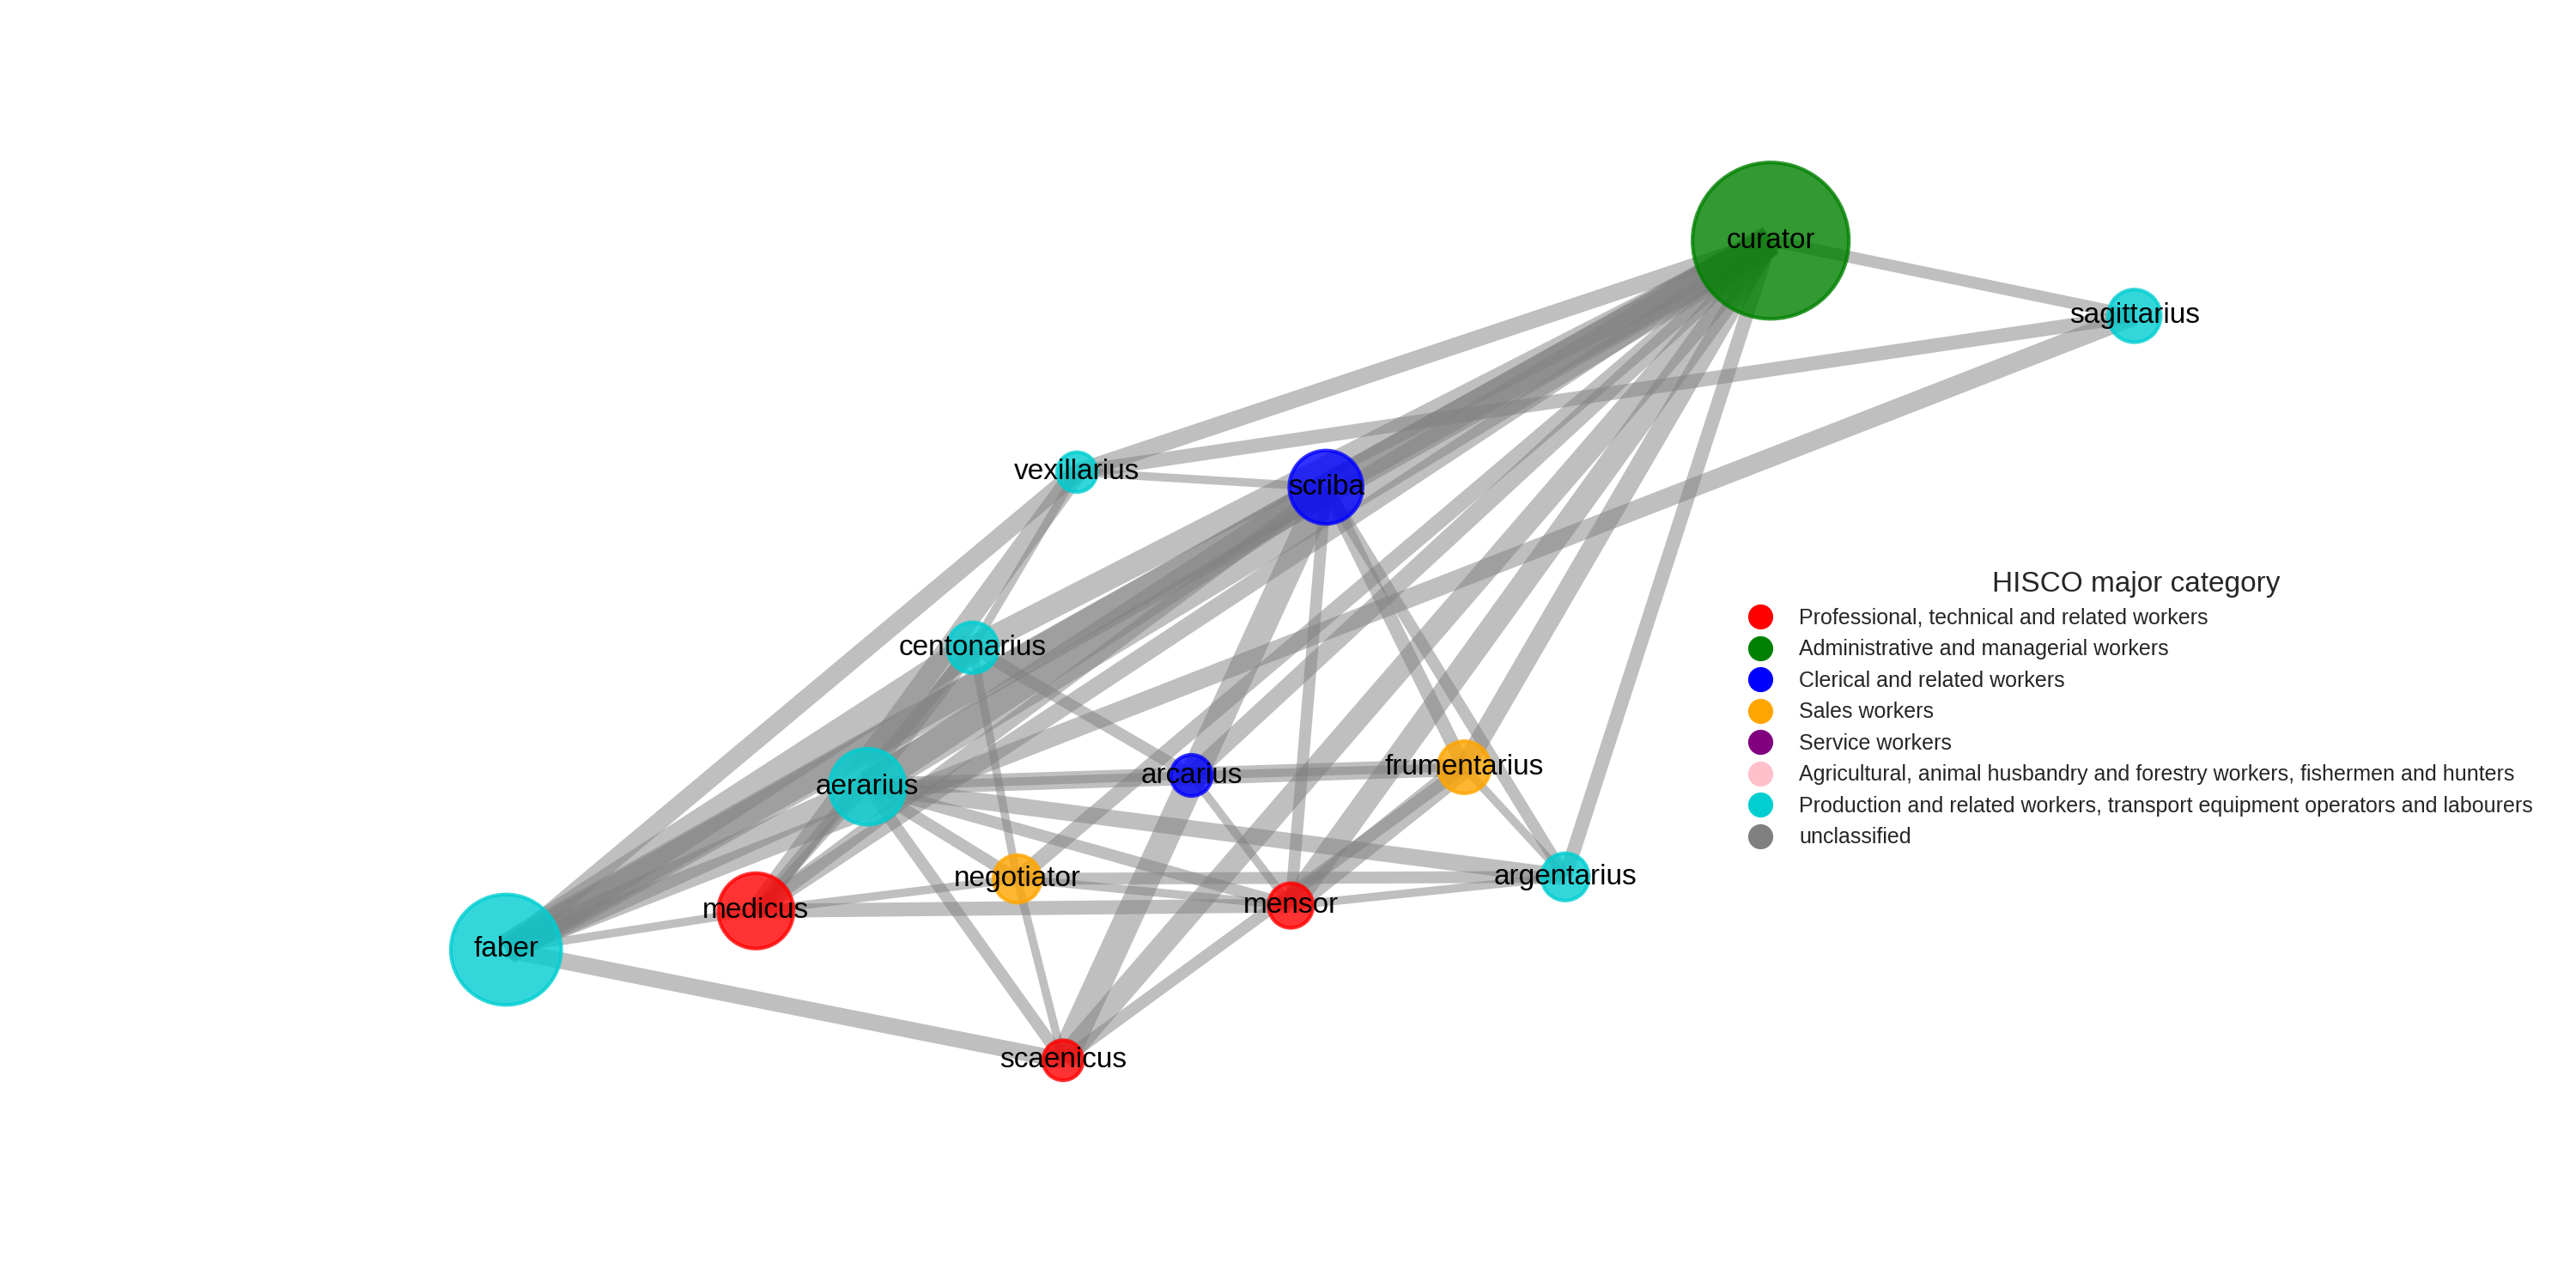 curator
sagittarius
vexillarius
scriba
centonarius
aerarius
arcarius
frumentarius
negotiator
argentarius
medicus
mensor
faber
scaenicus
HISCO major category
Professional, technical and related workers
Administrative and managerial workers
Clerical and related workers
Sales workers
Service workers
Agricultural, animal husbandry and forestry workers, fishermen and hunters
Production and related workers, transport equipment operators and labourers
unclassified